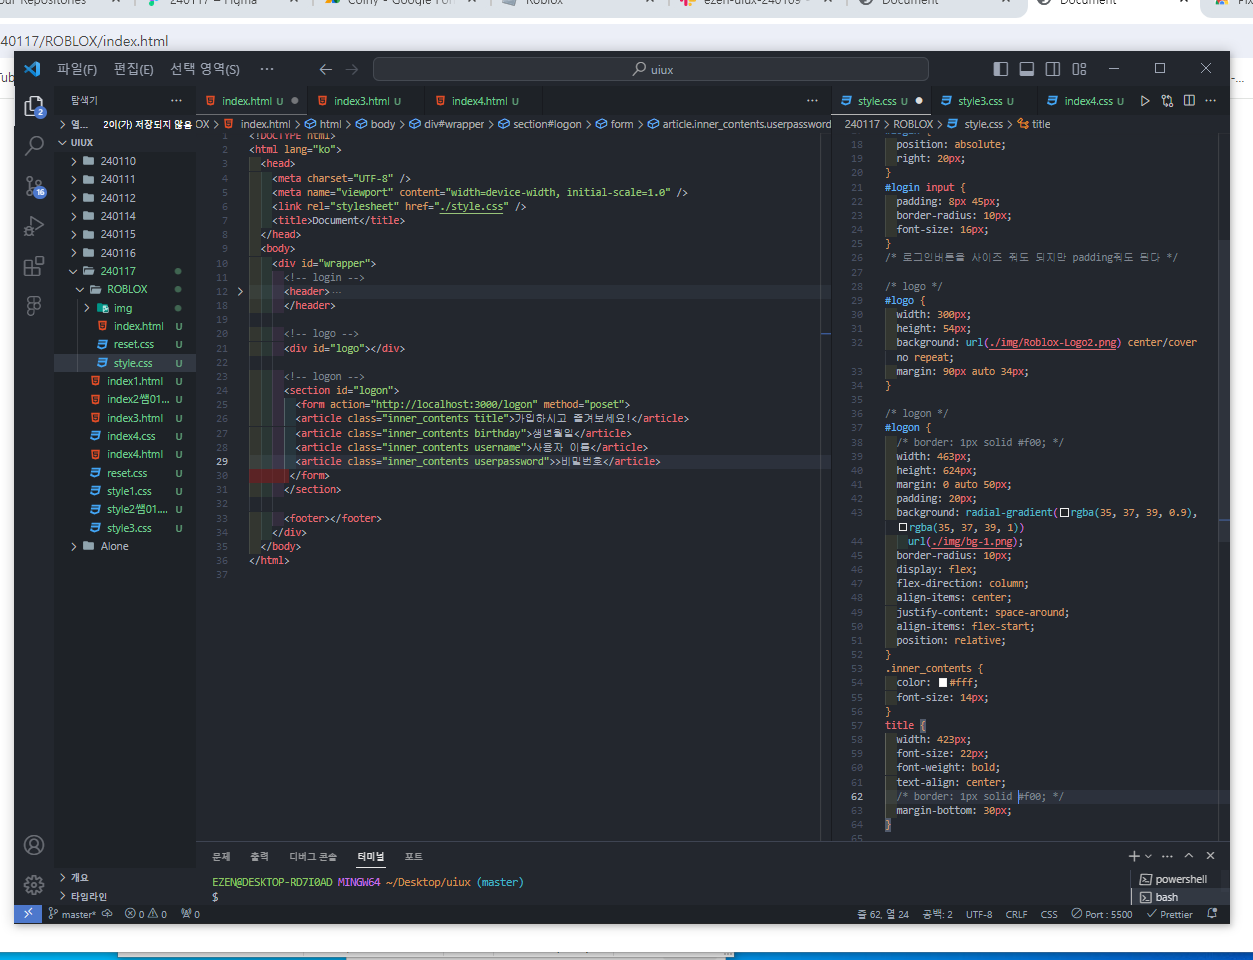 our Repositories
240117 – Figma
Coiny - Google Fon
Roblox
ezen-uiux-240109
Document
Document
40117/ROBLOX/index.html
파일(F) 편집(E) 선택 영역(S) ··· uiux
탐색기 ···
index.html U
index3.html U
index4.html U
style.css U
style3.css U
index4.css U
열... 2이(가) 저장되지 않음
OX > index.html > html > body > div#wrapper > section#logon > form > article.inner_contents.userpassword
240117 > ROBLOX > style.css > title
UIUX
240110
240111
240112
240114
240115
240116
240117
ROBLOX
img
index.html U
reset.css U
style.css U
index1.html U
index2쌤01... U
index3.html U
index4.css U
index4.html U
reset.css U
style1.css U
style2쌤01.... U
style3.css U
Alone
개요
타임라인
1 <!DOCTYPE html>
2 <html lang="ko">
3 <head>
4 <meta charset="UTF-8" />
5 <meta name="viewport" content="width=device-width, initial-scale=1.0" />
6 <link rel="stylesheet" href="./style.css" />
7 <title>Document</title>
8 </head>
9 <body>
10 <div id="wrapper">
11 <!-- login -->
12 <header>···
18 </header>
19
20 <!-- logo -->
21 <div id="logo"></div>
22
23 <!-- logon -->
24 <section id="logon">
25 <form action="http://localhost:3000/logon" method="poset">
26 <article class="inner_contents title">가입하시고 즐겨보세요!</article>
27 <article class="inner_contents birthday">생년월일</article>
28 <article class="inner_contents username">사용자 이름</article>
29 <article class="inner_contents userpassword">>비밀번호</article>
30 </form>
31 </section>
32
33 <footer></footer>
34 </div>
35 </body>
36 </html>
37
18 position: absolute;
19 right: 20px;
20 }
21 #login input {
22 padding: 8px 45px;
23 border-radius: 10px;
24 font-size: 16px;
25 }
26 /* 로그인버튼을 사이즈 줘도 되지만 padding줘도 된다 */
27
28 /* logo */
29 #logo {
30 width: 300px;
31 height: 54px;
32 background: url(./img/Roblox-Logo2.png) center/cover
no repeat;
33 margin: 90px auto 34px;
34 }
35
36 /* logon */
37 #logon {
38 /* border: 1px solid #f00; */
39 width: 463px;
40 height: 624px;
41 margin: 0 auto 50px;
42 padding: 20px;
43 background: radial-gradient(rgba(35, 37, 39, 0.9),
rgba(35, 37, 39, 1))
44 url(./img/bg-1.png);
45 border-radius: 10px;
46 display: flex;
47 flex-direction: column;
48 align-items: center;
49 justify-content: space-around;
50 align-items: flex-start;
51 position: relative;
52 }
53 .inner_contents {
54 color: #fff;
55 font-size: 14px;
56 }
57 title {
58 width: 423px;
59 font-size: 22px;
60 font-weight: bold;
61 text-align: center;
62 /* border: 1px solid #f00; */
63 margin-bottom: 30px;
64 }
65
문제 출력 디버그 콘솔 터미널 포트
EZEN@DESKTOP-RD7I0AD MINGW64 ~/Desktop/uiux (master)
$
powershell
bash
master* 0 0 0
줄 62, 열 24 공백: 2 UTF-8 CRLF CSS Port : 5500 Prettier